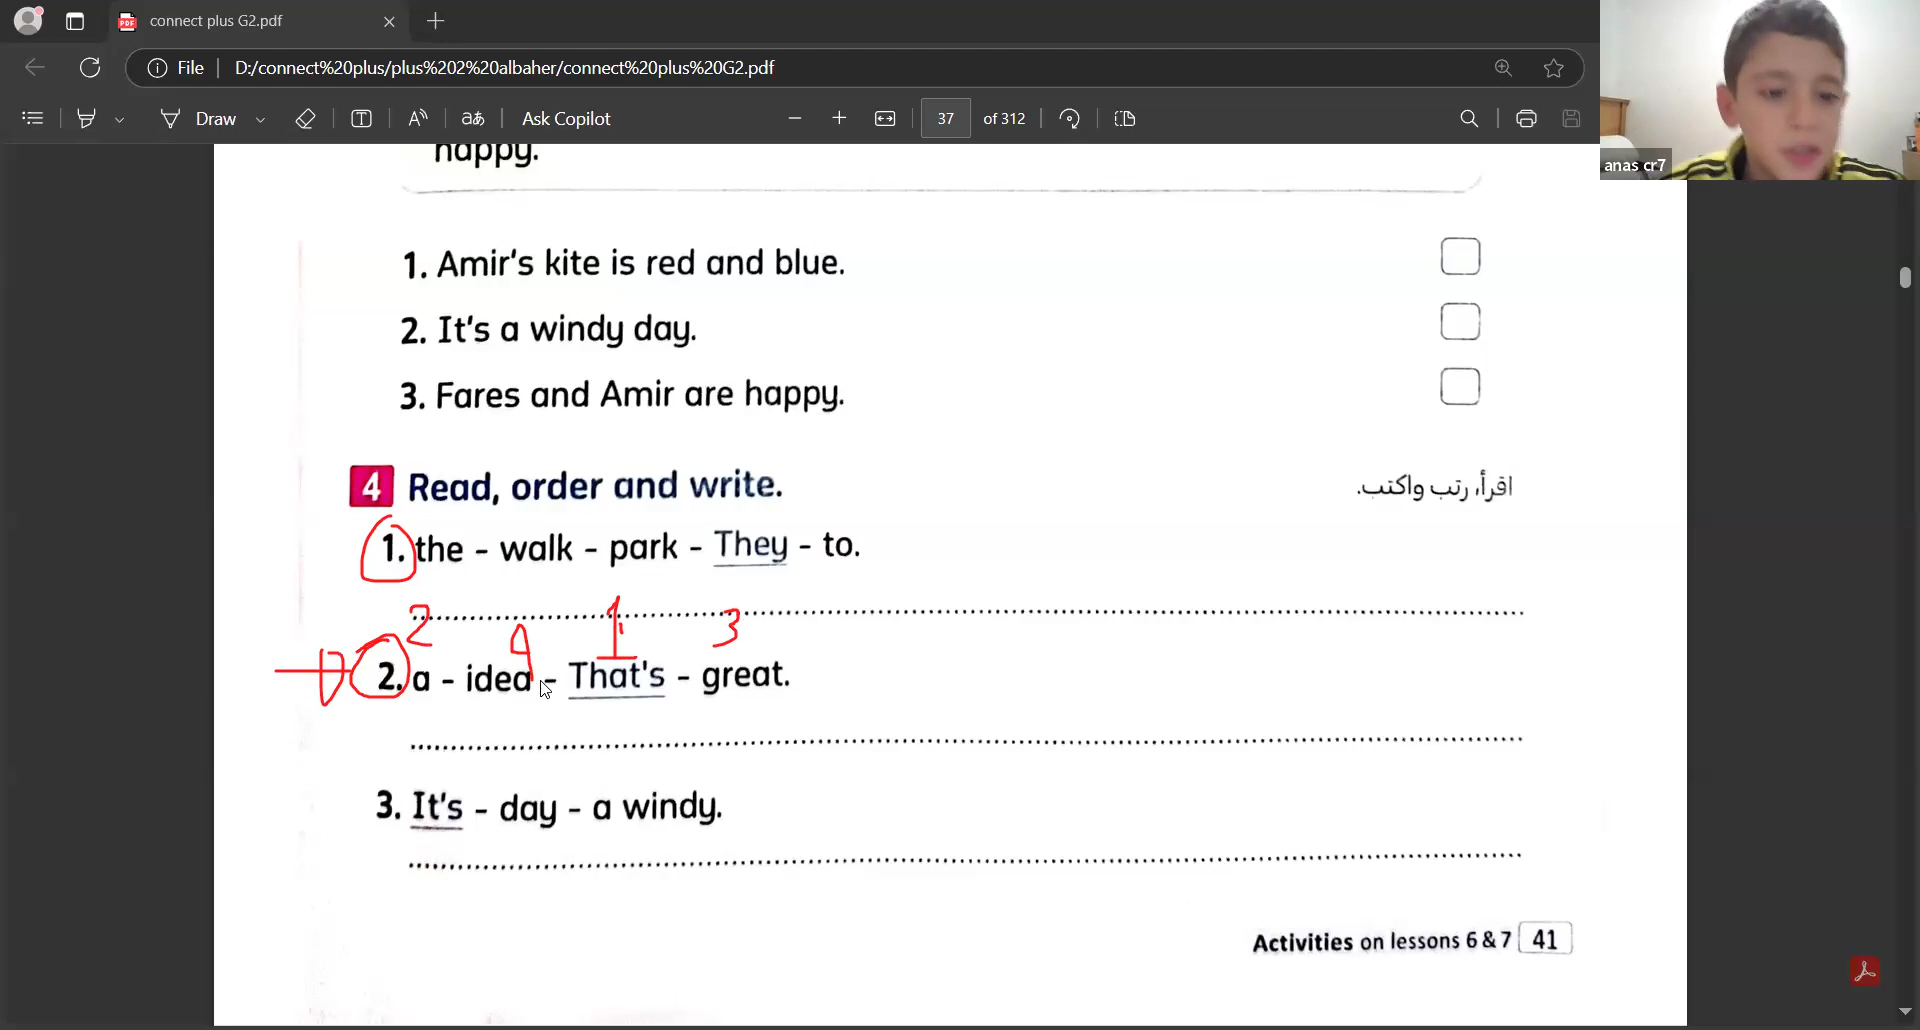 connect plus G2.pdf
File D:/connect%20plus/plus%202%20albaher/connect%20plus%20G2.pdf
Draw Ask Copilot 37 of 312
anas cr7
happy.
1. Amir's kite is red and blue.
2. It's a windy day.
3. Fares and Amir are happy.
4 Read, order and write. اقرأ، رتب واكتب.
1. the - walk - park - They - to.
2 4 1 3
2. a - idea - That's - great.
3. It's - day - a windy.
Activities on lessons 6 & 7 41